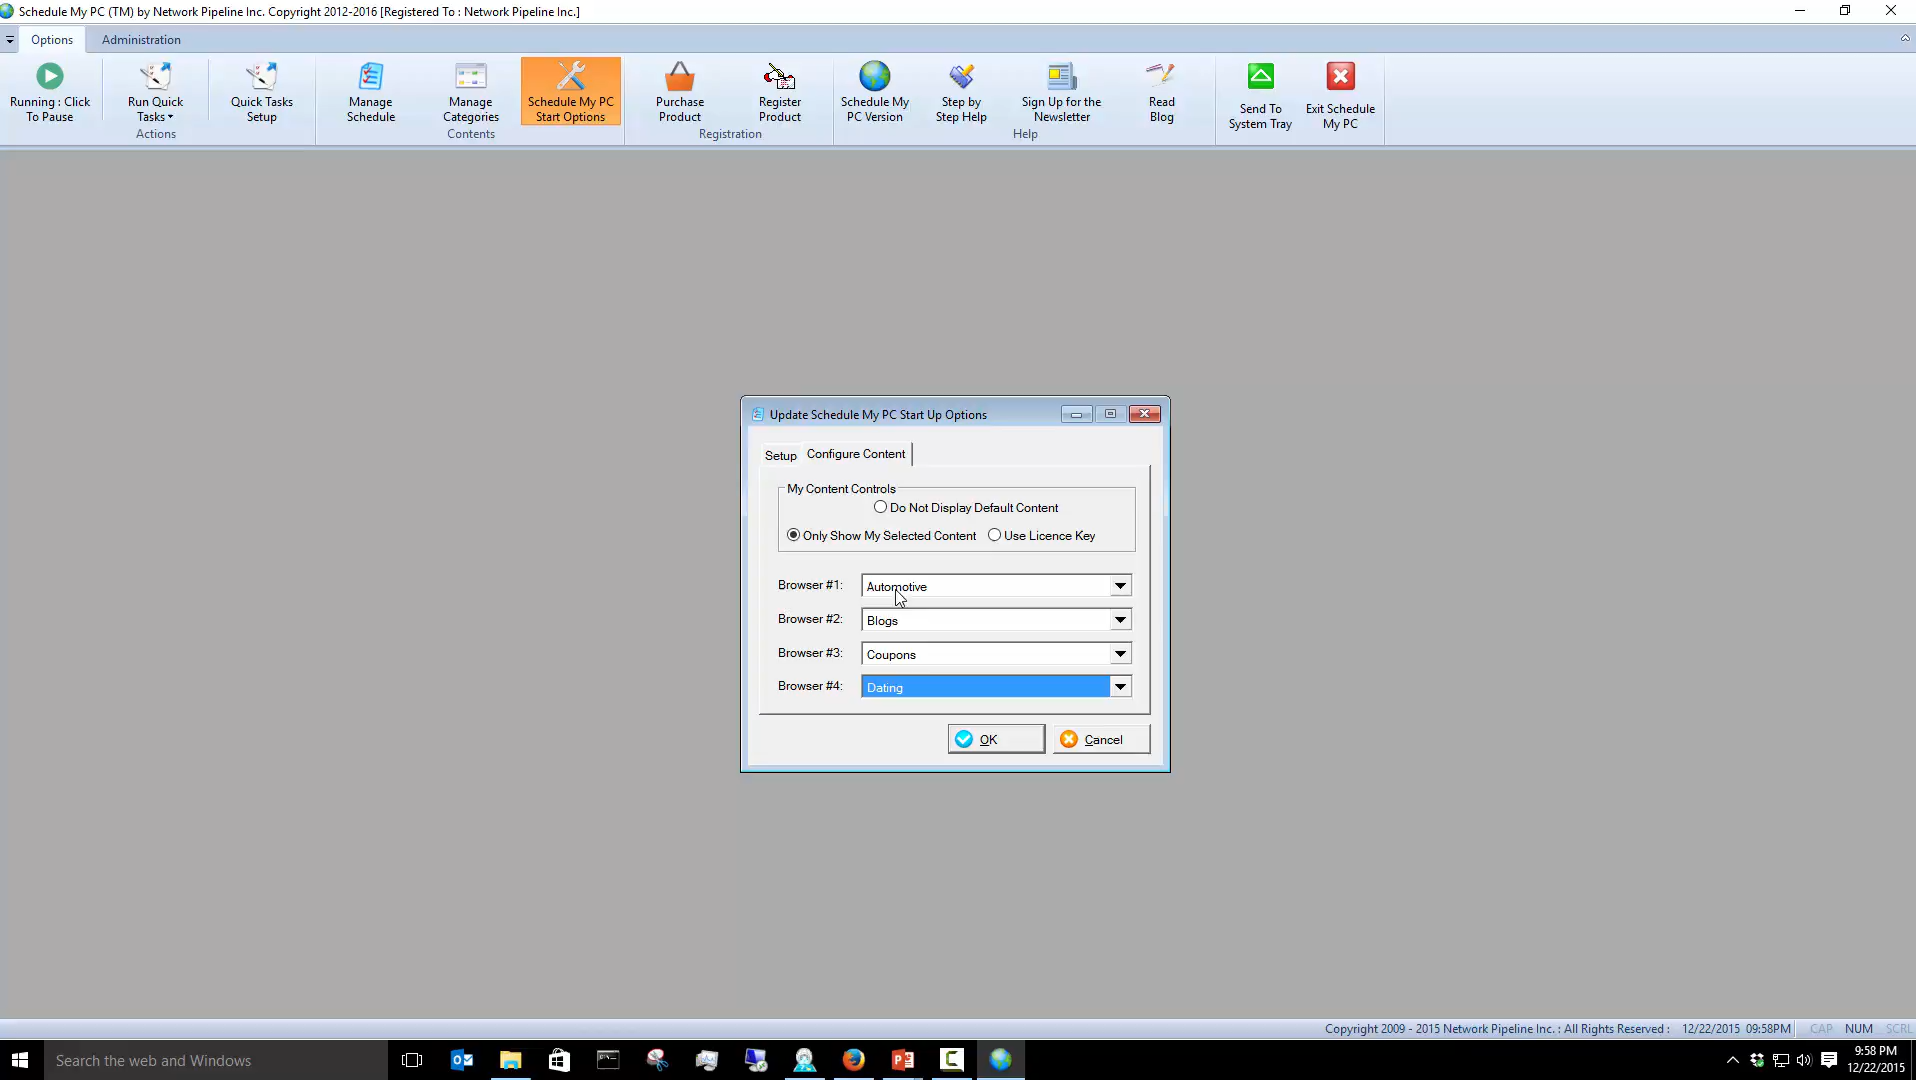 Schedule My PC (TM) by Network Pipeline Inc. Copyright 2012-2016 [Registered To : Network Pipeline Inc.]
Options Administration
Running : Click To Pause
Run Quick Tasks
Actions
Quick Tasks Setup
Manage Schedule
Manage Categories
Schedule My PC Start Options
Contents
Purchase Product
Register Product
Registration
Schedule My PC Version
Step by Step Help
Sign Up for the Newsletter
Read Blog
Help
Send To System Tray
Exit Schedule My PC
Update Schedule My PC Start Up Options
Setup Configure Content
My Content Controls
Do Not Display Default Content
Only Show My Selected Content Use Licence Key
Browser #1: Automotive
Browser #2: Blogs
Browser #3: Coupons
Browser #4: Dating
OK Cancel
Copyright 2009 - 2015 Network Pipeline Inc. : All Rights Reserved : 12/22/2015 09:58PM CAP NUM SCRL
Search the web and Windows
9:58 PM
12/22/2015